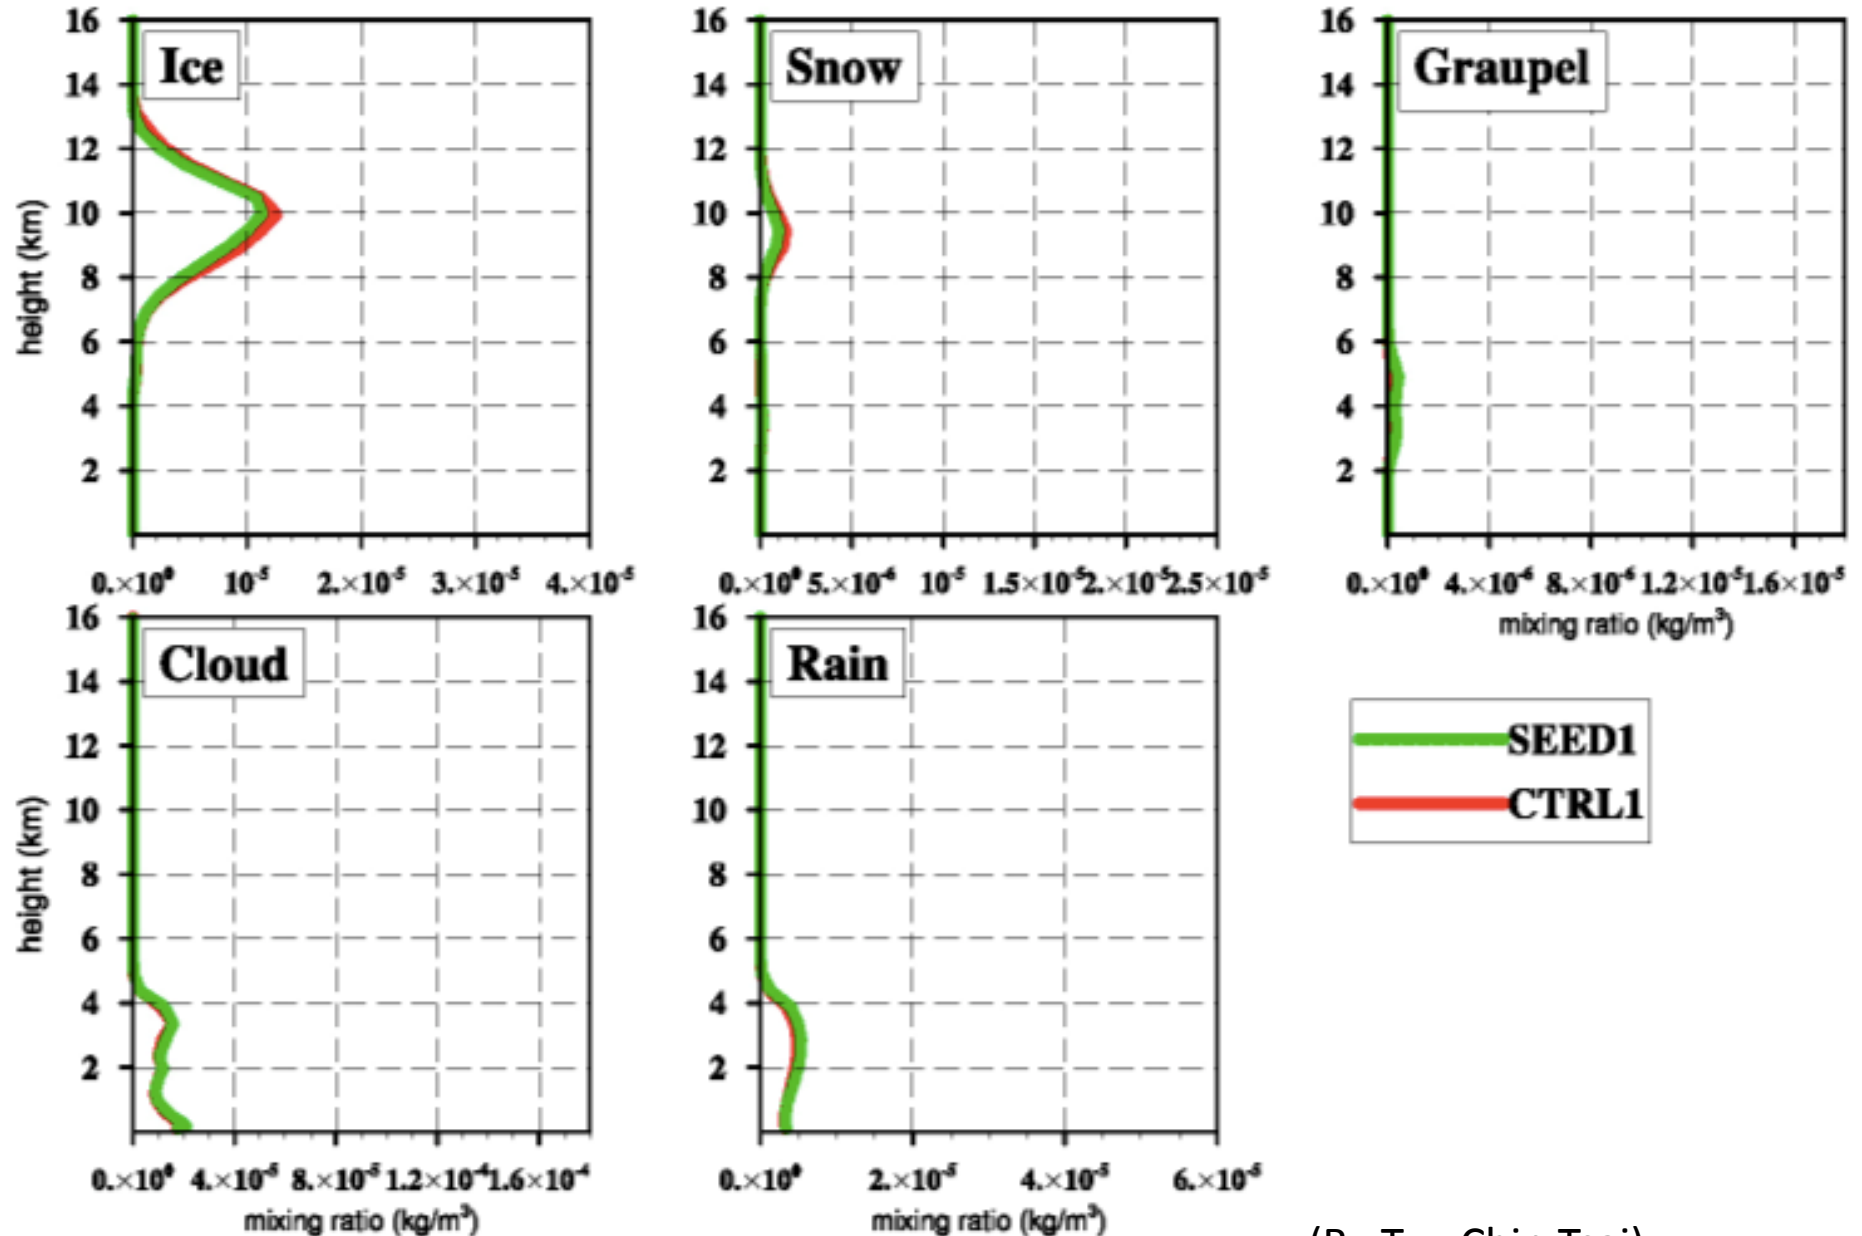 Ice
Snow
Graupel
16
14
12
10
8
6
4
2
height (km)
0.×10⁰ 10⁻⁵ 2.×10⁻⁵ 3.×10⁻⁵ 4.×10⁻⁵
16
14
12
10
8
6
4
2
0.×10⁰ 5.×10⁻⁶ 10⁻⁵ 1.5×10⁻⁵ 2.×10⁻⁵ 2.5×10⁻⁵
16
14
12
10
8
6
4
2
0.×10⁰ 4.×10⁻⁶ 8.×10⁻⁶ 1.2×10⁻⁵ 1.6×10⁻⁵
mixing ratio (kg/m³)
Cloud
Rain
16
14
12
10
8
6
4
2
height (km)
0.×10⁰ 4.×10⁻⁵ 8.×10⁻⁵ 1.2×10⁻⁴ 1.6×10⁻⁴
mixing ratio (kg/m³)
16
14
12
10
8
6
4
2
0.×10⁰ 2.×10⁻⁵ 4.×10⁻⁵ 6.×10⁻⁵
mixing ratio (kg/m³)
SEED1
CTRL1